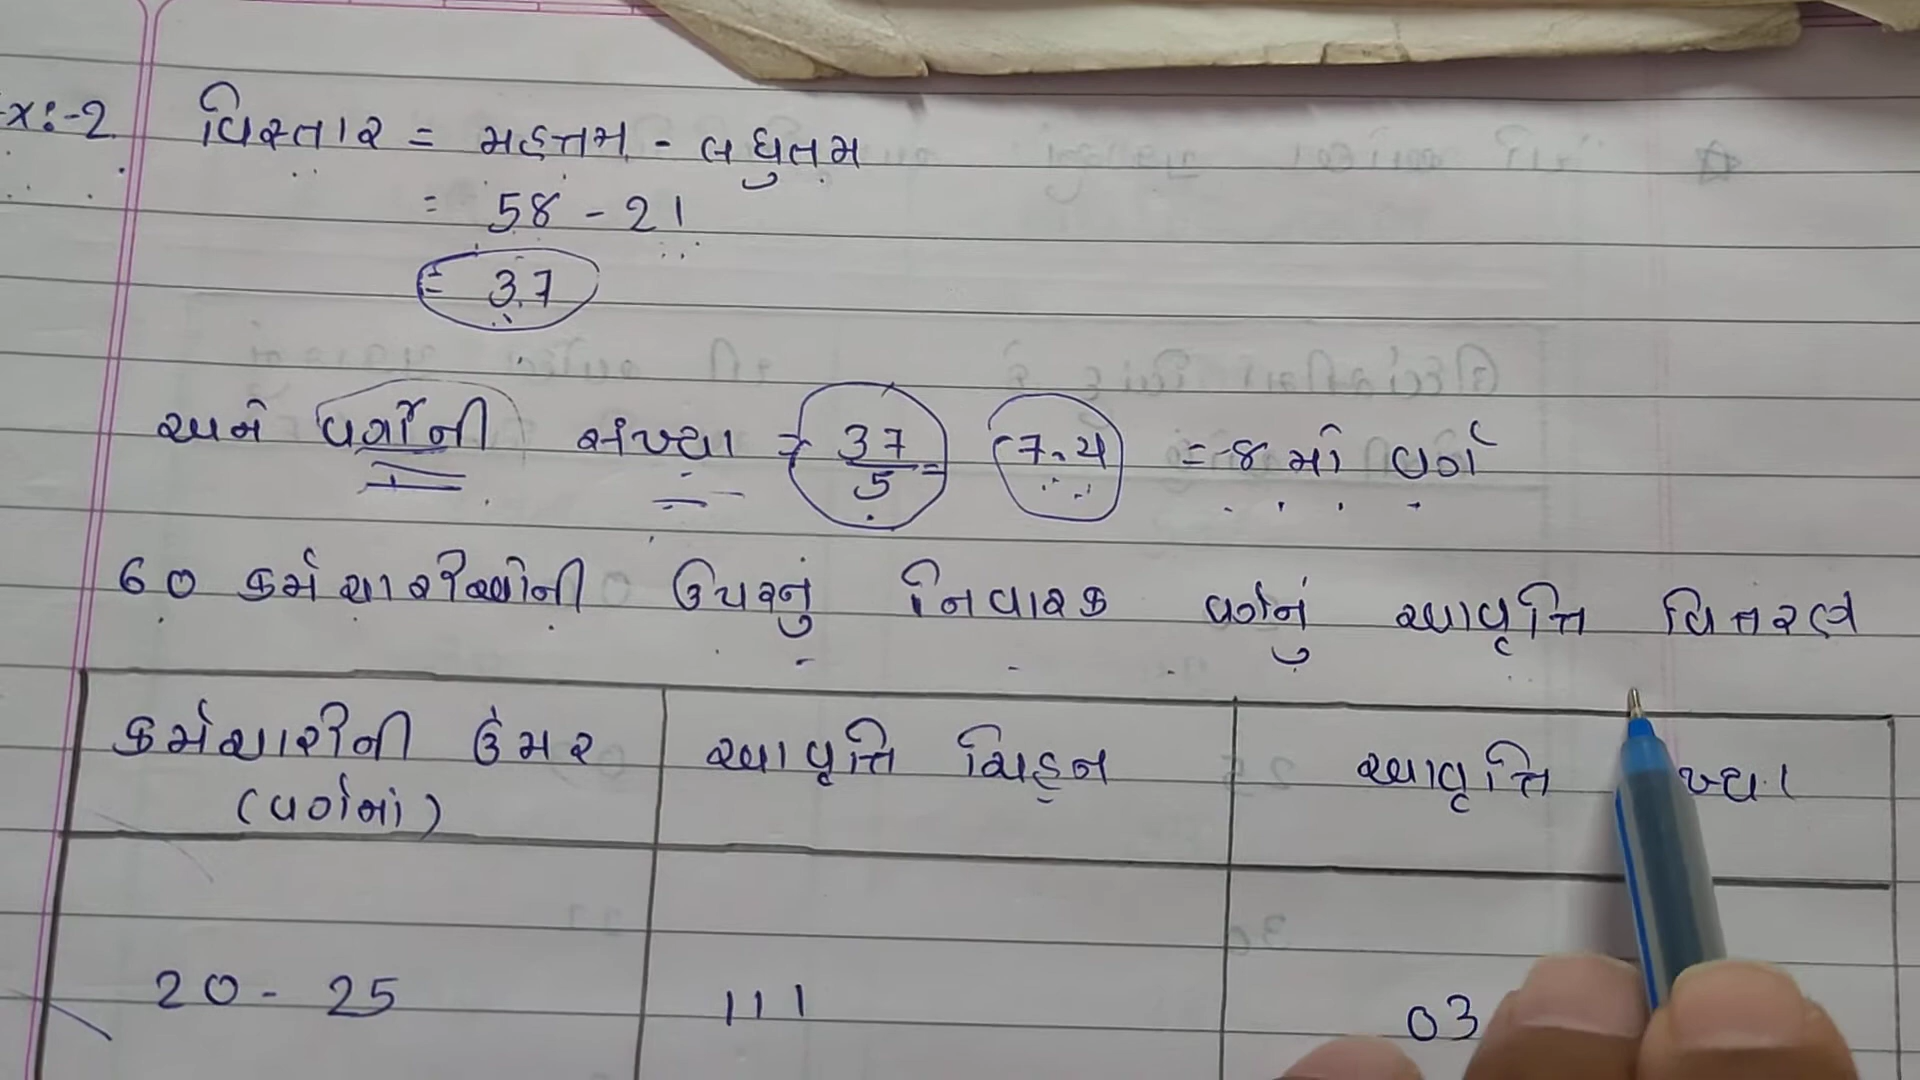 x:-2 વિસ્તાર = મહત્તમ - લઘુતમ
= 58 - 21
= 37
અને વર્ગોની સંખ્યા = 37/5 = 7.4 = 8 માં વર્ગ
60 કર્મચારીઓની ઉંમરનું નિવારક વર્ગનું આવૃત્તિ વિતરણ
કર્મચારીની ઉંમર આવૃત્તિ ચિહ્ન આવૃત્તિ
(વર્ગમાં)
20 - 25 ||| 03